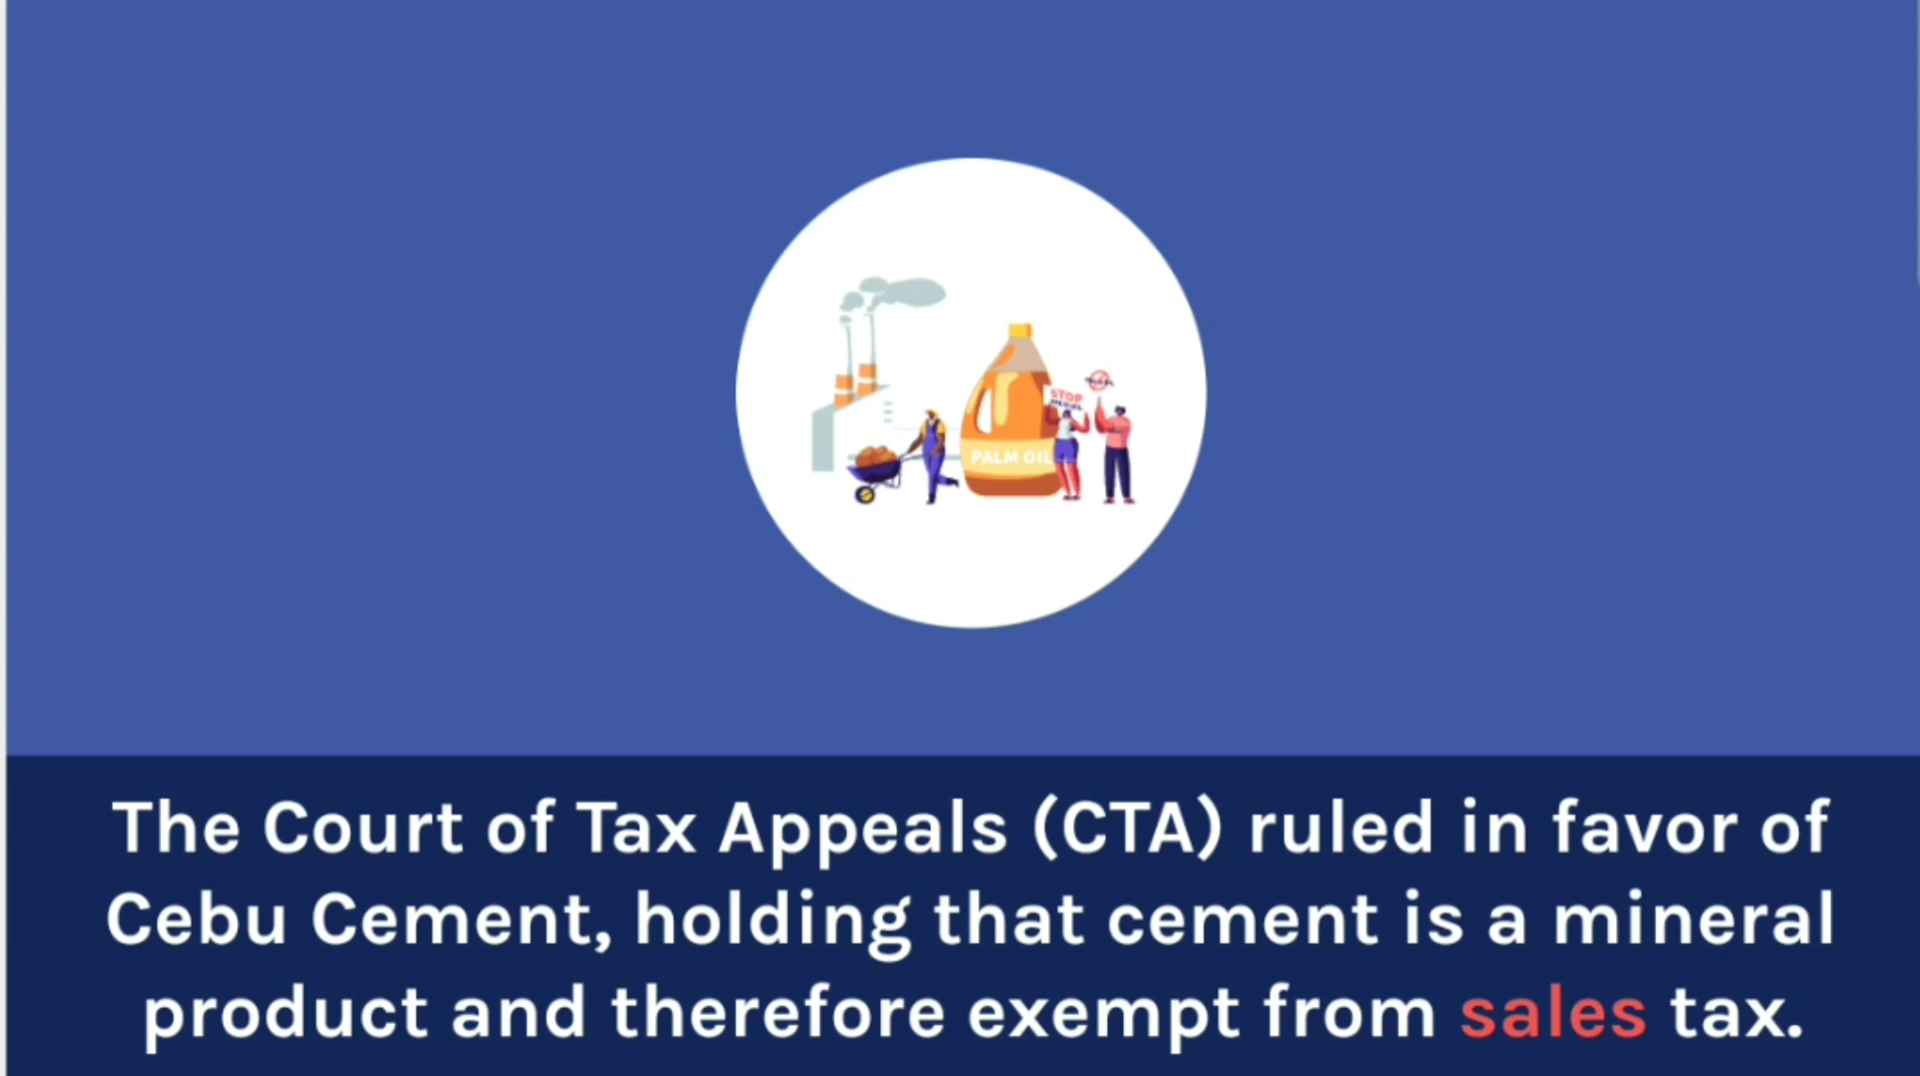 STOP
PALM OIL
The Court of Tax Appeals (CTA) ruled in favor of
Cebu Cement, holding that cement is a mineral
product and therefore exempt from sales tax.